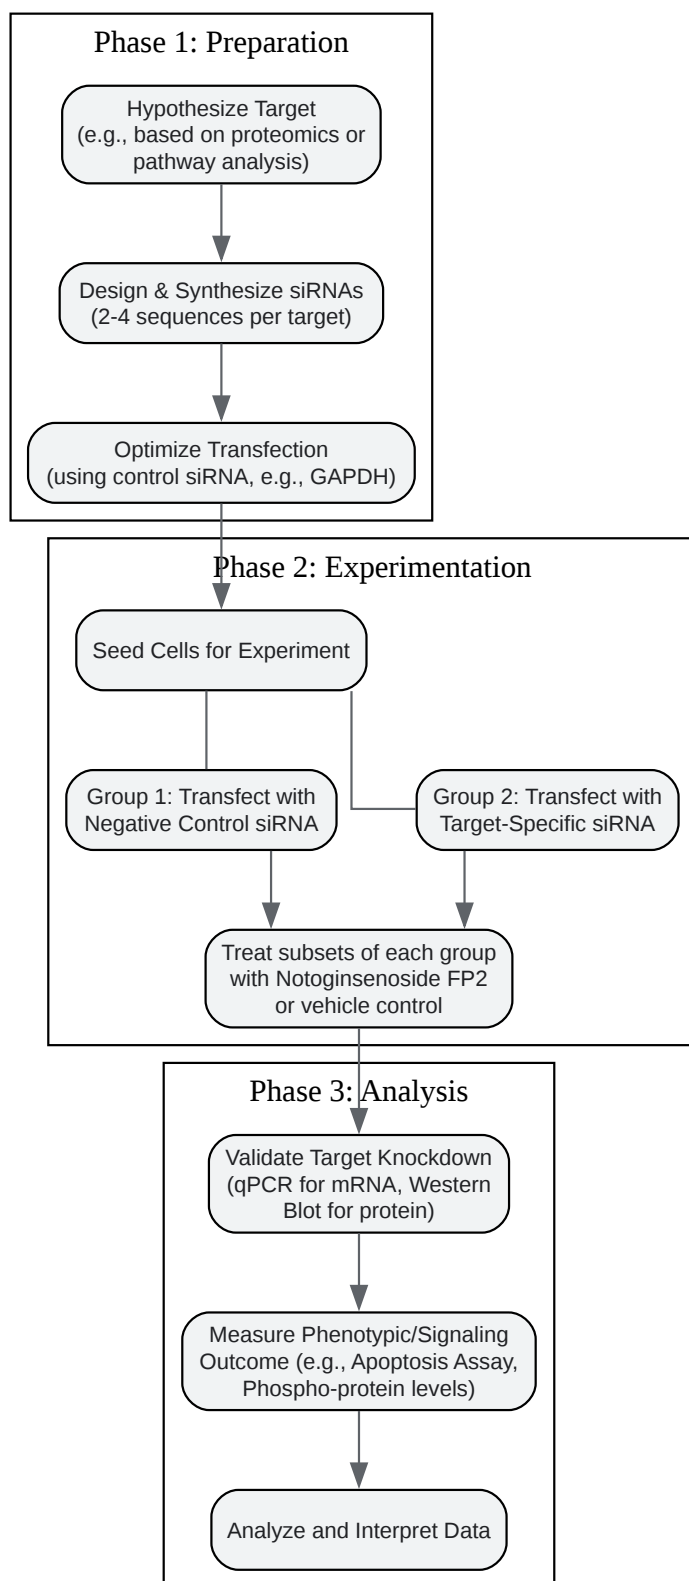 Phase 1: Preparation
Hypothesize Target
(e.g., based on proteomics or
pathway analysis)
Design & Synthesize siRNAs
(2-4 sequences per target)
Optimize Transfection
(using control siRNA, e.g., GAPDH)
Phase 2: Experimentation
Seed Cells for Experiment
Group 1: Transfect with
Negative Control siRNA
Group 2: Transfect with
Target-Specific siRNA
Treat subsets of each group
with Notoginsenoside FP2
or vehicle control
Phase 3: Analysis
Validate Target Knockdown
(qPCR for mRNA, Western
Blot for protein)
Measure Phenotypic/Signaling
Outcome (e.g., Apoptosis Assay,
Phospho-protein levels)
Analyze and Interpret Data